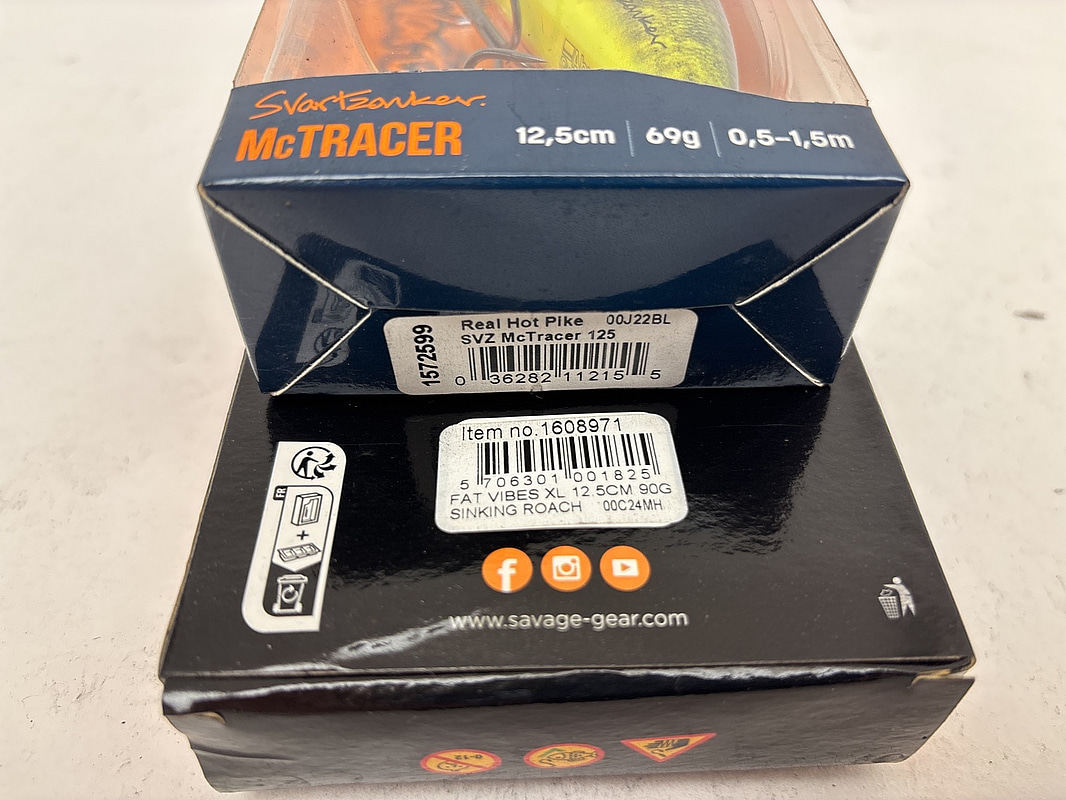 Svartzonker.
McTRACER
12,5cm | 69g | 0,5-1,5m
1572599
Real Hot Pike 00J22BL
SVZ McTracer 125
0 36282 11215 5
Item no.1608971
5 706301 001825
FAT VIBES XL 12.5CM 90G
SINKING ROACH 00C24MH
FR
+
www.savage-gear.com
0-12